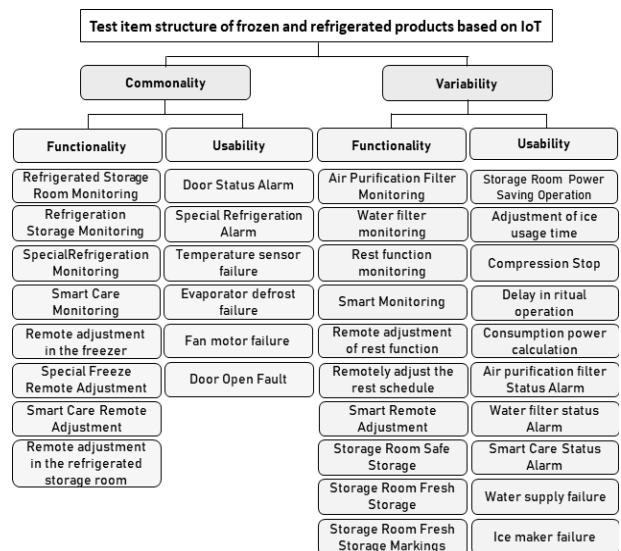 Test item structure of frozen and refrigerated products based on IoT
Commonality
Variability
Functionality
Usability
Functionality
Usability
Refrigerated Storage
Room Monitoring
Refrigeration
Storage Monitoring
SpecialRefrigeration
Monitoring
Smart Care
Monitoring
Remote adjustment
in the freezer
Special Freeze
Remote Adjustment
Smart Care Remote
Adjustment
Remote adjustment
in the refrigerated
storage room
Door Status Alarm
Special Refrigeration
Alarm
Temperature sensor
failure
Evaporator defrost
failure
Fan motor failure
Door Open Fault
Air Purification Filter
Monitoring
Water filter
monitoring
Rest function
monitoring
Smart Monitoring
Remote adjustment
of rest function
Remotely adjust the
rest schedule
Smart Remote
Adjustment
Storage Room Safe
Storage
Storage Room Fresh
Storage
Storage Room Fresh
Storage Markings
Storage Room Power
Saving Operation
Adjustment of ice
usage time
Compression Stop
Delay in ritual
operation
Consumption power
calculation
Air purification filter
Status Alarm
Water filter status
Alarm
Smart Care Status
Alarm
Water supply failure
Ice maker failure